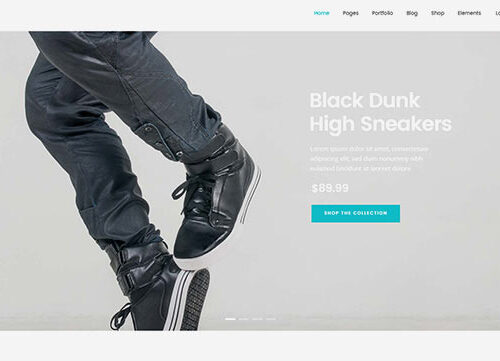 Home Pages Portfolio Blog Shop Elements
Black Dunk
High Sneakers
Lorem ipsum dolor sit amet, consectetuer
adipiscing elit, sed diam nonummy nibh
euismod tincidunt ut laoreet dolore
$89.99
SHOP THE COLLECTION